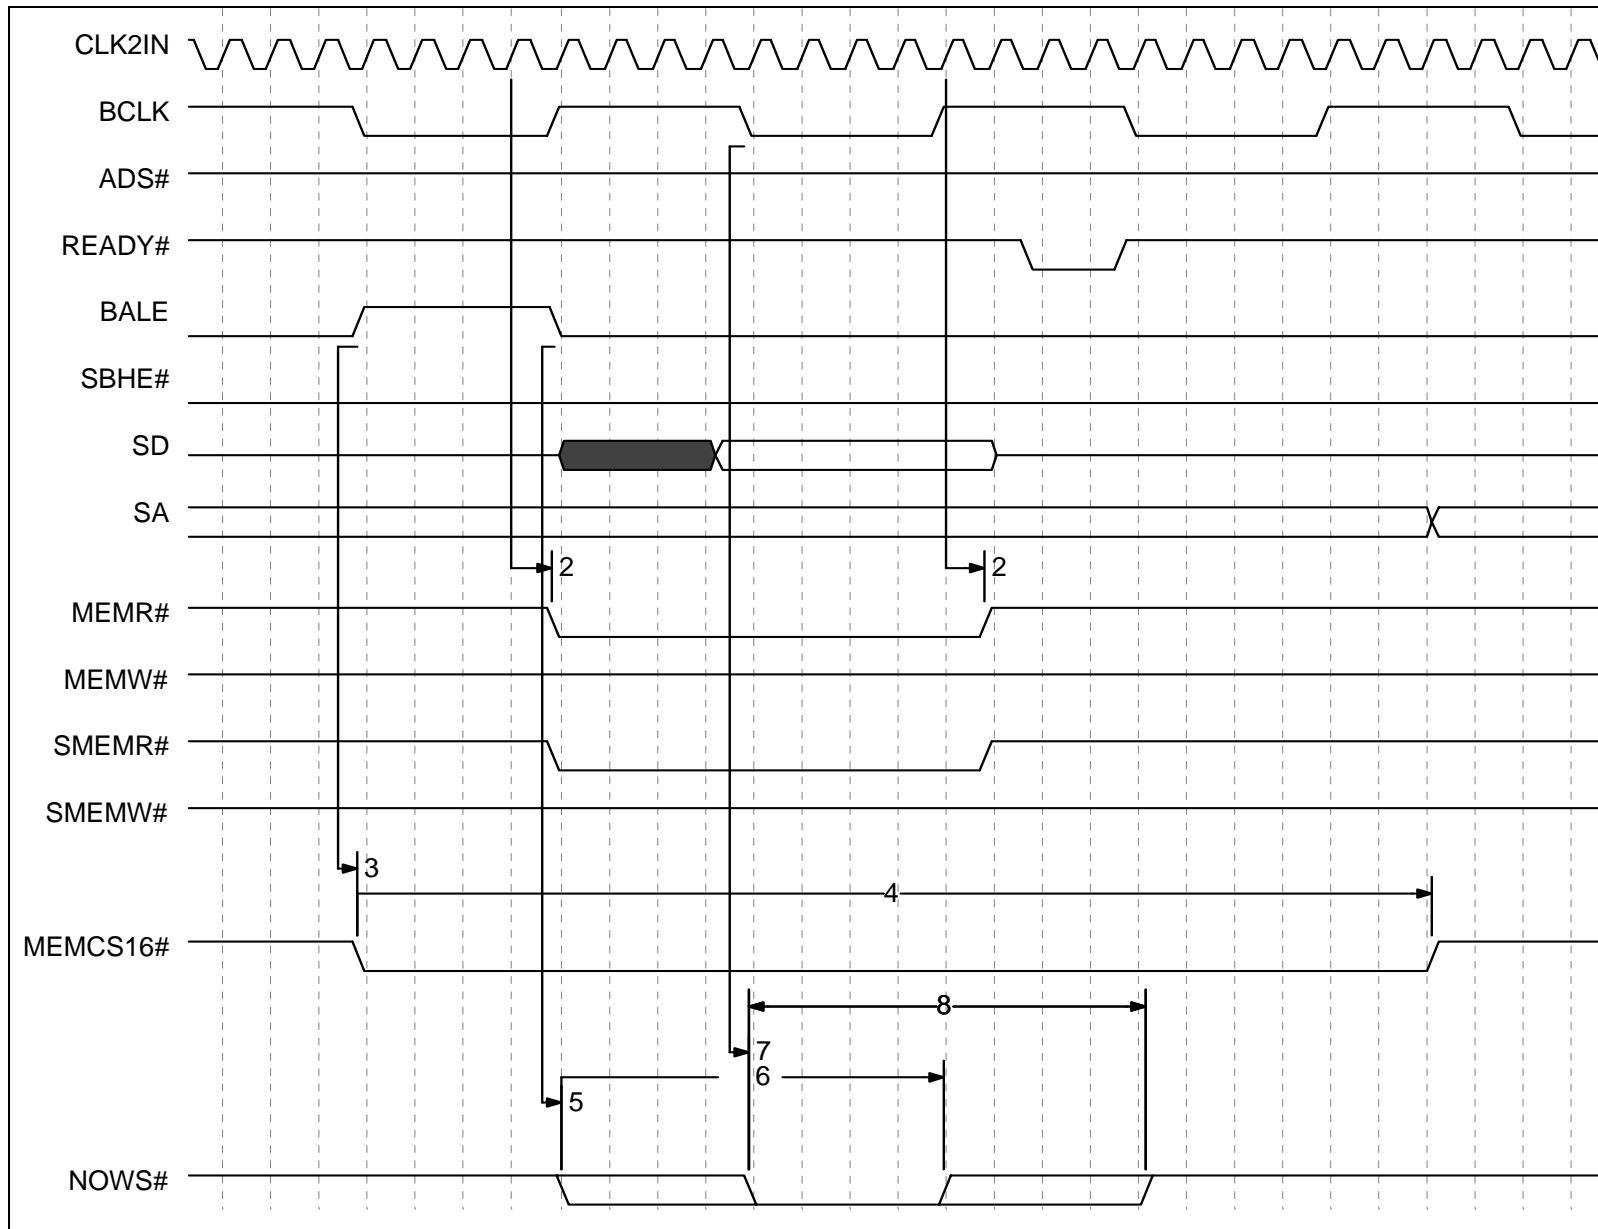 CLK2IN
BCLK
ADS#
READY#
BALE
SBHE#
SD
SA
2 2
MEMR#
MEMW#
SMEMR#
SMEMW#
3
4
MEMCS16#
8
7
6
5
NOWS#